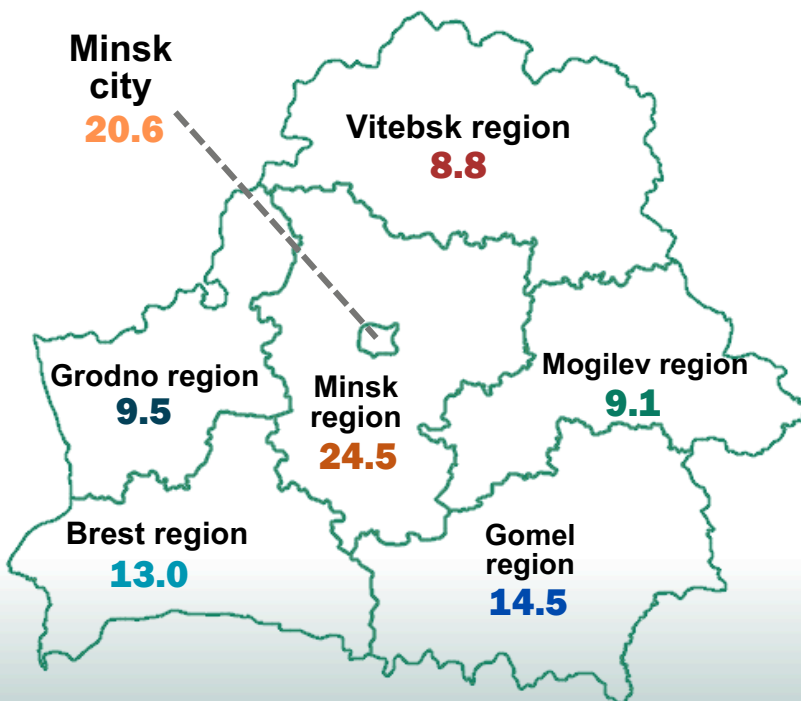 Minsk
city
20.6
Vitebsk region
8.8
Grodno region
9.5
Minsk
region
24.5
Mogilev region
9.1
Brest region
13.0
Gomel
region
14.5